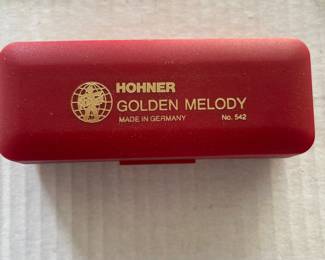 HOHNER
GOLDEN MELODY
MADE IN GERMANY No. 542